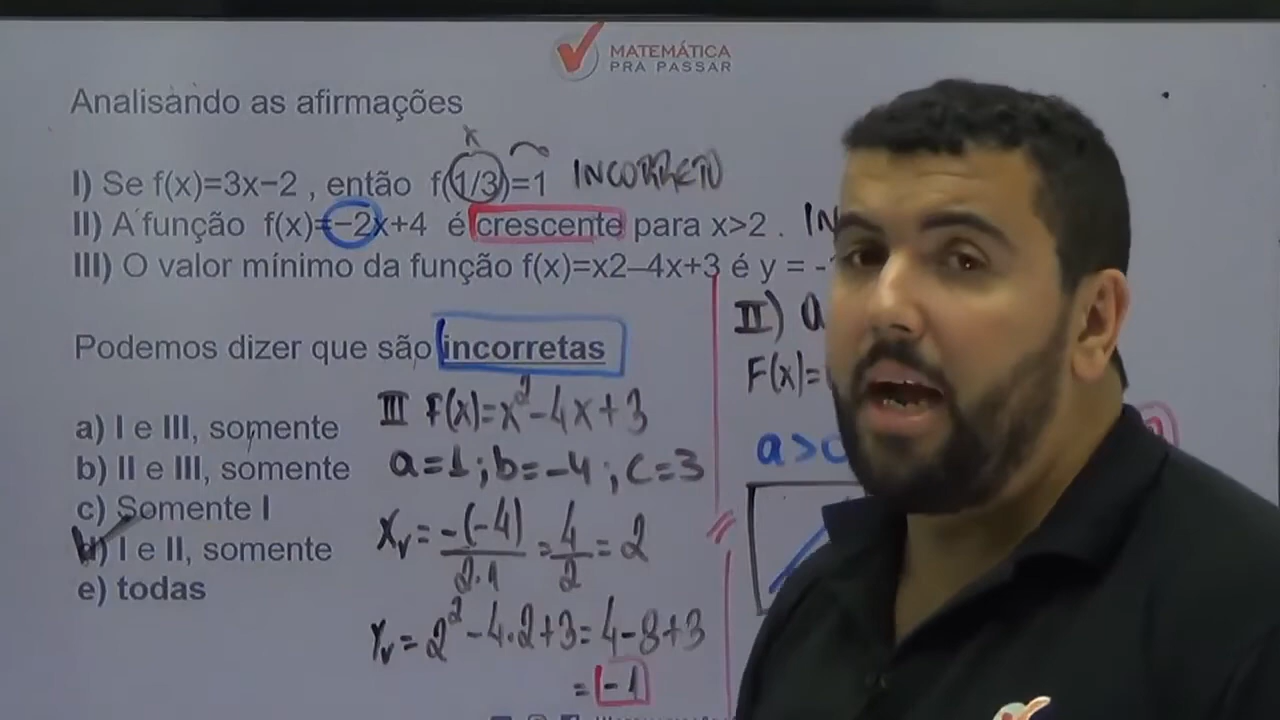 MATEMÁTICA
PRA PASSAR
Analisando as afirmações
x
I) Se f(x)=3x−2 , então f(1/3)=1 INCORRETO
II) A função f(x)=−2x+4 é crescente para x>2 . IN
III) O valor mínimo da função f(x)=x2–4x+3 é y = -
Podemos dizer que são incorretas
a) I e III, somente
b) II e III, somente
c) Somente I
d) I e II, somente
e) todas
III F(x)=x²-4x+3
a=1; b=-4; c=3
Xv = -(-4)/2·1 = 4/2 = 2
Yv = 2²-4·2+3 = 4-8+3
= -1
II) a
F(x)=
a>0